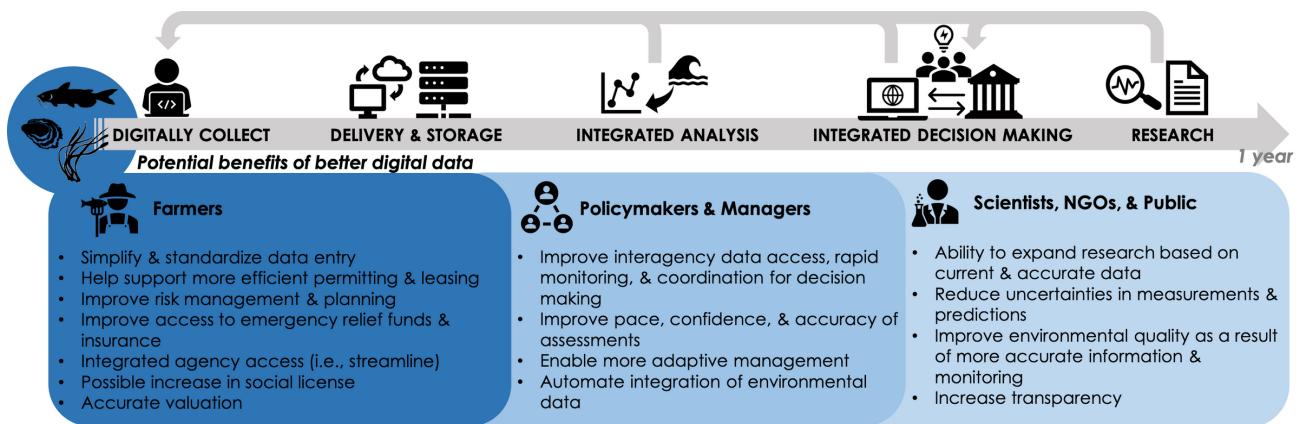 </>
DIGITALLY COLLECT
DELIVERY & STORAGE
INTEGRATED ANALYSIS
INTEGRATED DECISION MAKING
RESEARCH
1 year
Potential benefits of better digital data
Farmers
• Simplify & standardize data entry
• Help support more efficient permitting & leasing
• Improve risk management & planning
• Improve access to emergency relief funds &
insurance
• Integrated agency access (i.e., streamline)
• Possible increase in social license
• Accurate valuation
Policymakers & Managers
• Improve interagency data access, rapid
monitoring, & coordination for decision
making
• Improve pace, confidence, & accuracy of
assessments
• Enable more adaptive management
• Automate integration of environmental
data
Scientists, NGOs, & Public
• Ability to expand research based on
current & accurate data
• Reduce uncertainties in measurements &
predictions
• Improve environmental quality as a result
of more accurate information &
monitoring
• Increase transparency